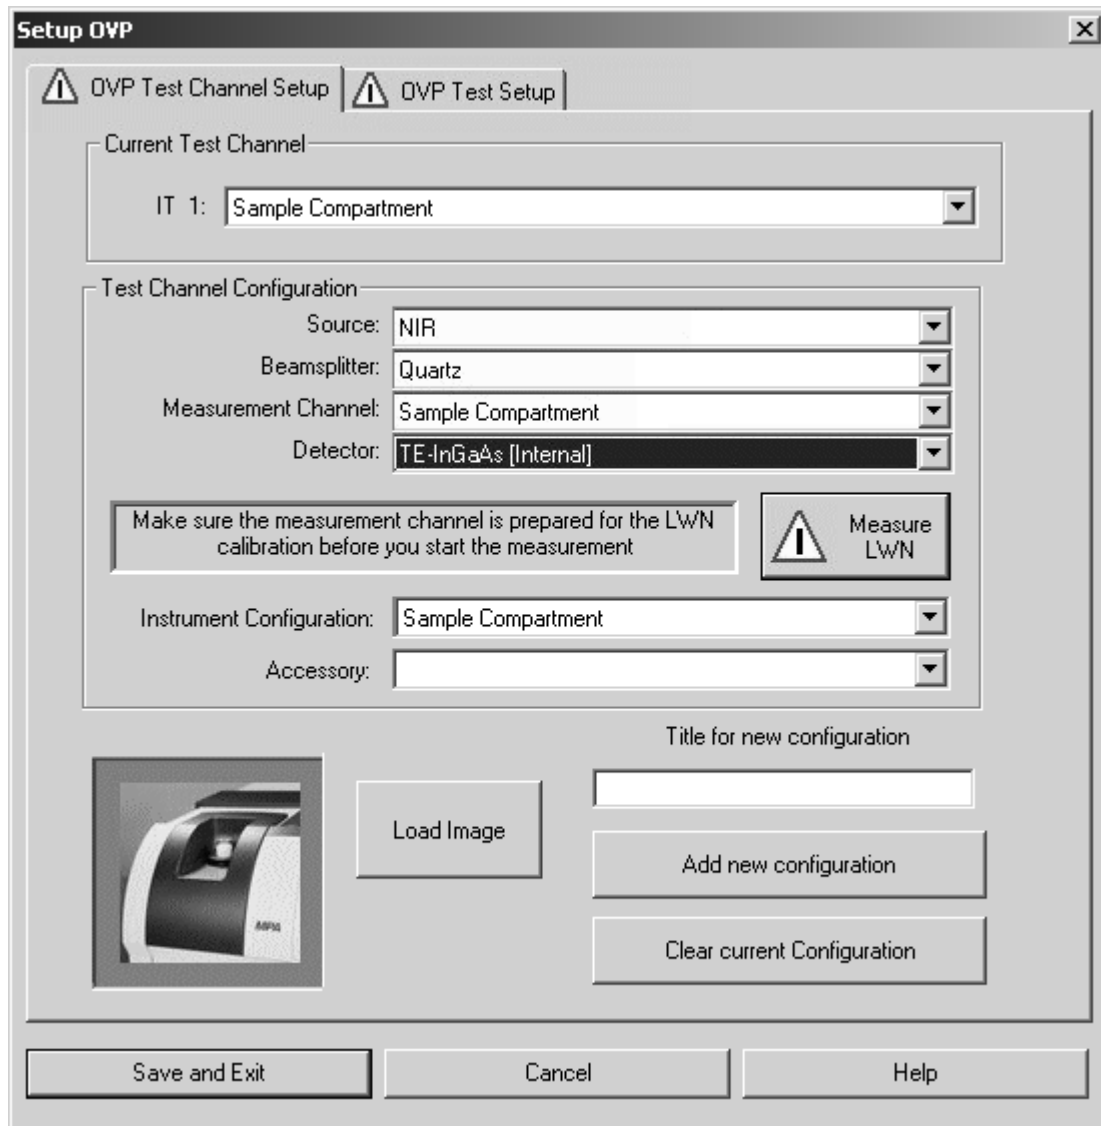 Setup OVP
OVP Test Channel Setup
OVP Test Setup
Current Test Channel
IT 1: Sample Compartment
Test Channel Configuration
Source: NIR
Beamsplitter: Quartz
Measurement Channel: Sample Compartment
Detector: TE-InGaAs [Internal]
Make sure the measurement channel is prepared for the LWN
calibration before you start the measurement
Measure
LWN
Instrument Configuration: Sample Compartment
Accessory:
Title for new configuration
Load Image
MPA
Add new configuration
Clear current Configuration
Save and Exit
Cancel
Help